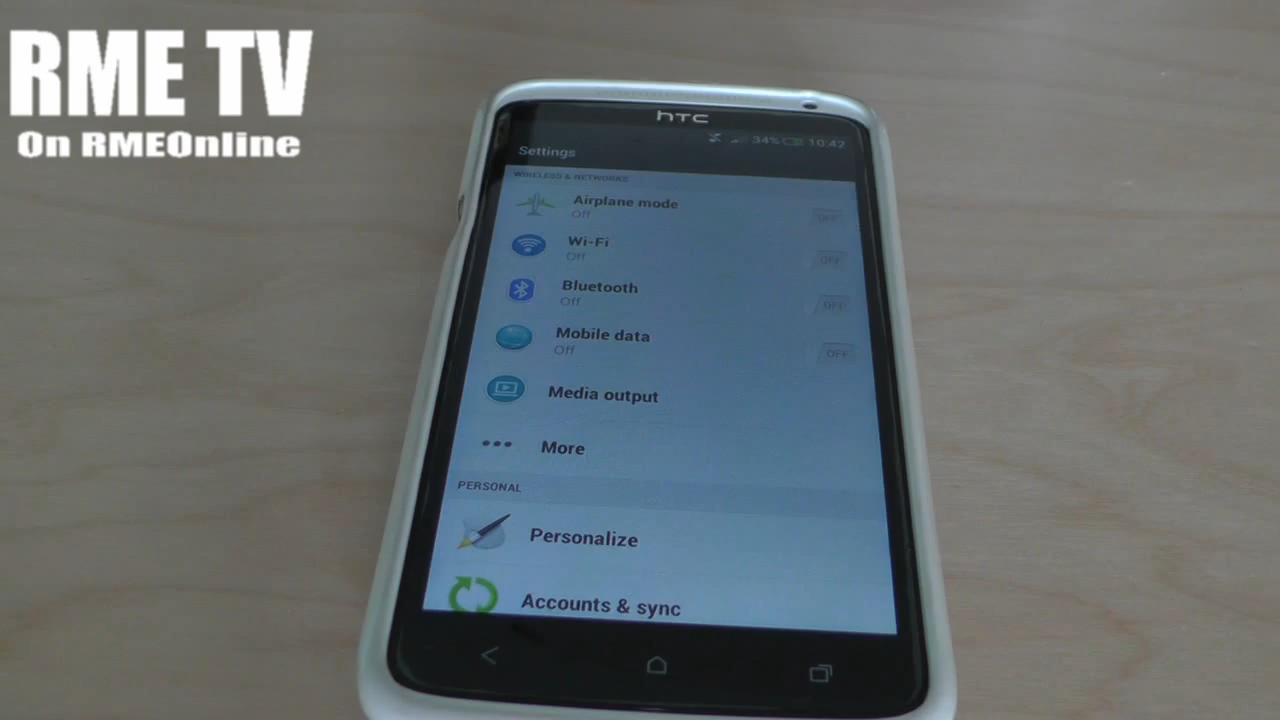 RME TV
On RMEOnline
hTC
34% 10:42
Settings
WIRELESS & NETWORKS
Airplane mode
Off
OFF
Wi-Fi
Off
OFF
Bluetooth
Off
OFF
Mobile data
Off
OFF
Media output
More
PERSONAL
Personalize
Accounts & sync